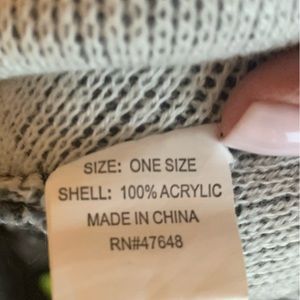 SIZE: ONE SIZE
SHELL: 100% ACRYLIC
MADE IN CHINA
RN#47648